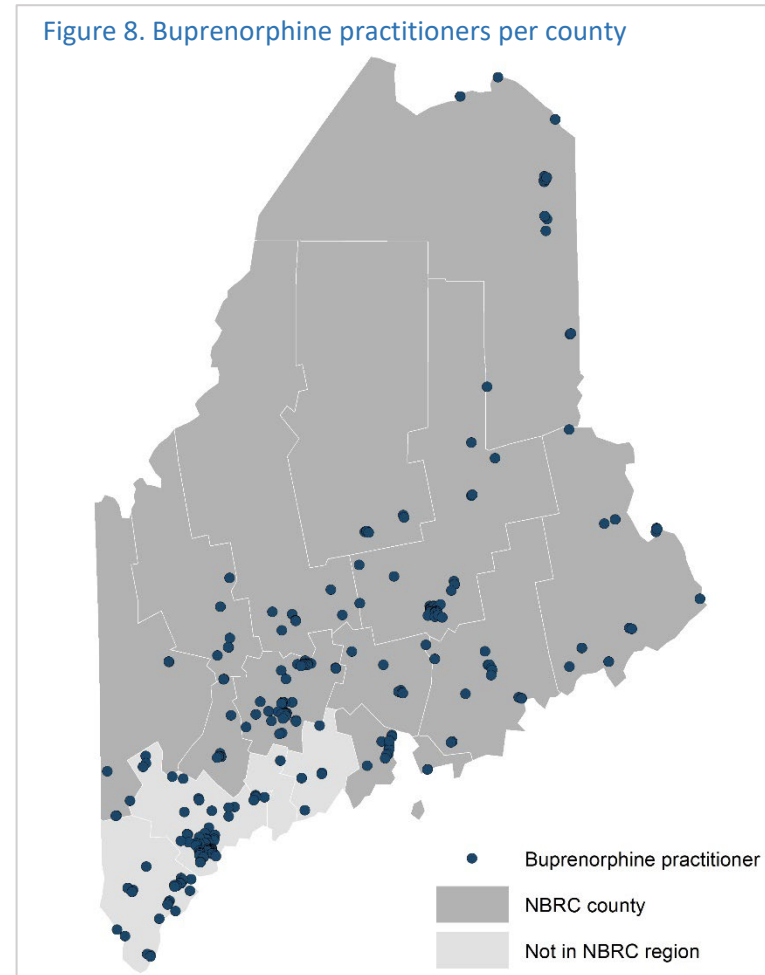 Figure 8. Buprenorphine practitioners per county
Buprenorphine practitioner
NBRC county
Not in NBRC region